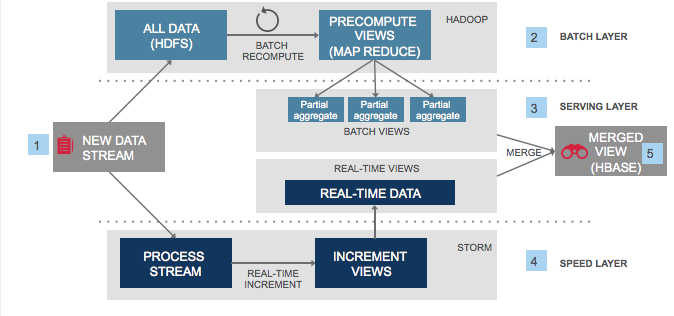 HADOOP
ALL DATA
(HDFS)
BATCH
RECOMPUTE
PRECOMPUTE
VIEWS
(MAP REDUCE)
2
BATCH LAYER
Partial
aggregate
Partial
aggregate
Partial
aggregate
BATCH VIEWS
3
SERVING LAYER
1
NEW DATA
STREAM
MERGE
MERGED
VIEW
(HBASE)
5
REAL-TIME VIEWS
REAL-TIME DATA
PROCESS
STREAM
REAL-TIME
INCREMENT
INCREMENT
VIEWS
STORM
4
SPEED LAYER